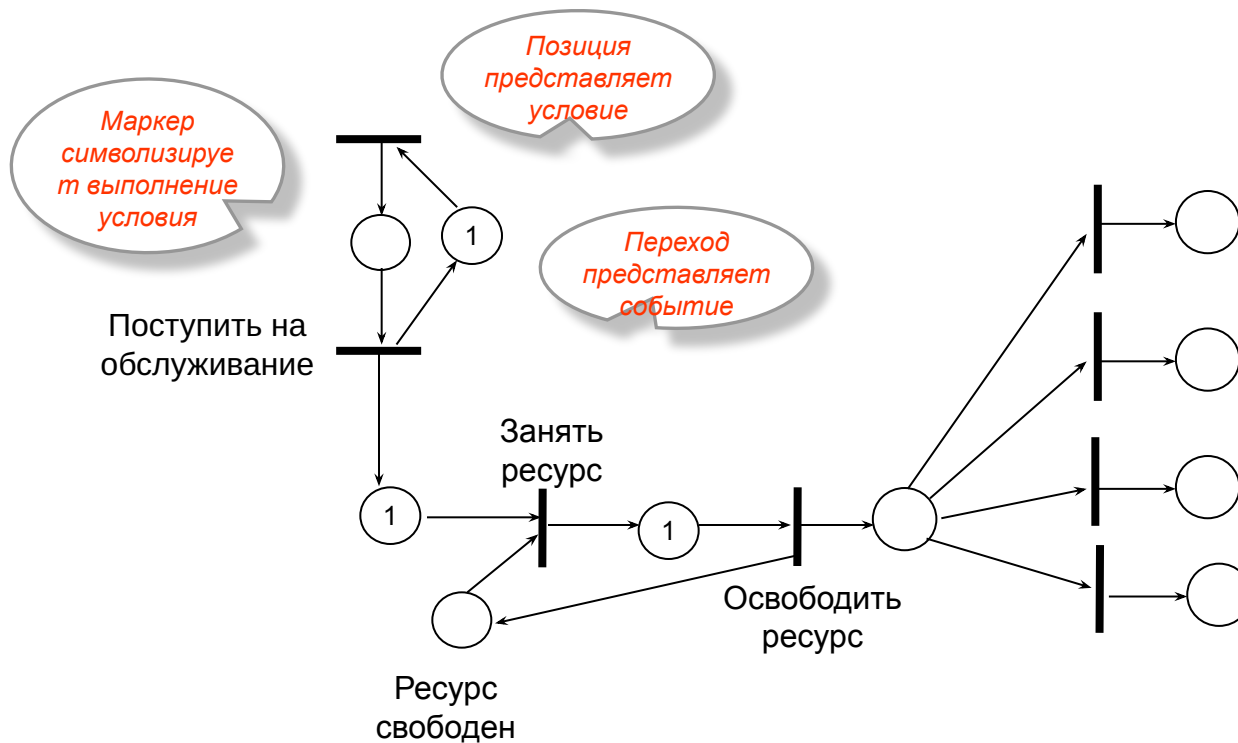 Позиция
представляет
условие
Маркер
символизируе
т выполнение
условия
1
Переход
представляет
событие
Поступить на
обслуживание
Занять
ресурс
1
1
Освободить
ресурс
Ресурс
свободен